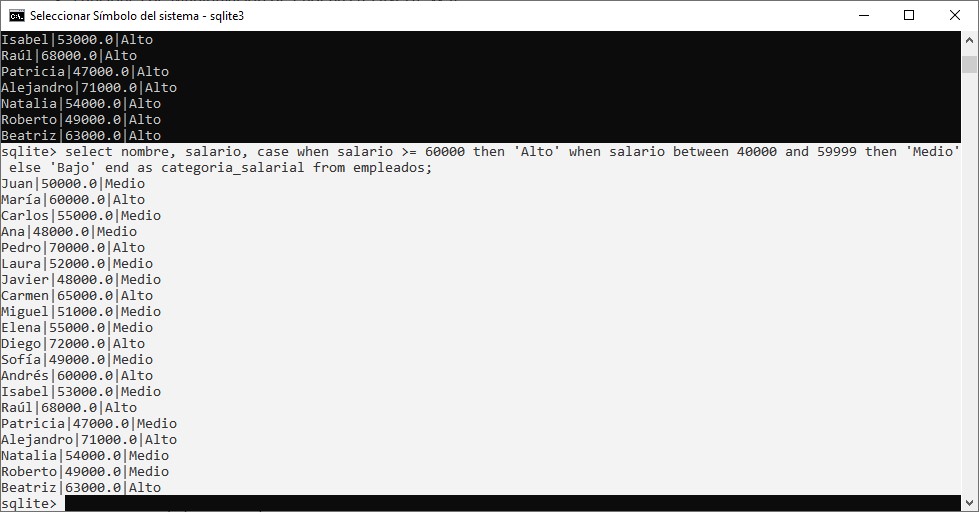 Seleccionar Símbolo del sistema - sqlite3
Isabel|53000.0|Alto
Raúl|68000.0|Alto
Patricia|47000.0|Alto
Alejandro|71000.0|Alto
Natalia|54000.0|Alto
Roberto|49000.0|Alto
Beatriz|63000.0|Alto
sqlite> select nombre, salario, case when salario >= 60000 then 'Alto' when salario between 40000 and 59999 then 'Medio'
 else 'Bajo' end as categoria_salarial from empleados;
Juan|50000.0|Medio
María|60000.0|Alto
Carlos|55000.0|Medio
Ana|48000.0|Medio
Pedro|70000.0|Alto
Laura|52000.0|Medio
Javier|48000.0|Medio
Carmen|65000.0|Alto
Miguel|51000.0|Medio
Elena|55000.0|Medio
Diego|72000.0|Alto
Sofía|49000.0|Medio
Andrés|60000.0|Alto
Isabel|53000.0|Medio
Raúl|68000.0|Alto
Patricia|47000.0|Medio
Alejandro|71000.0|Alto
Natalia|54000.0|Medio
Roberto|49000.0|Medio
Beatriz|63000.0|Alto
sqlite>